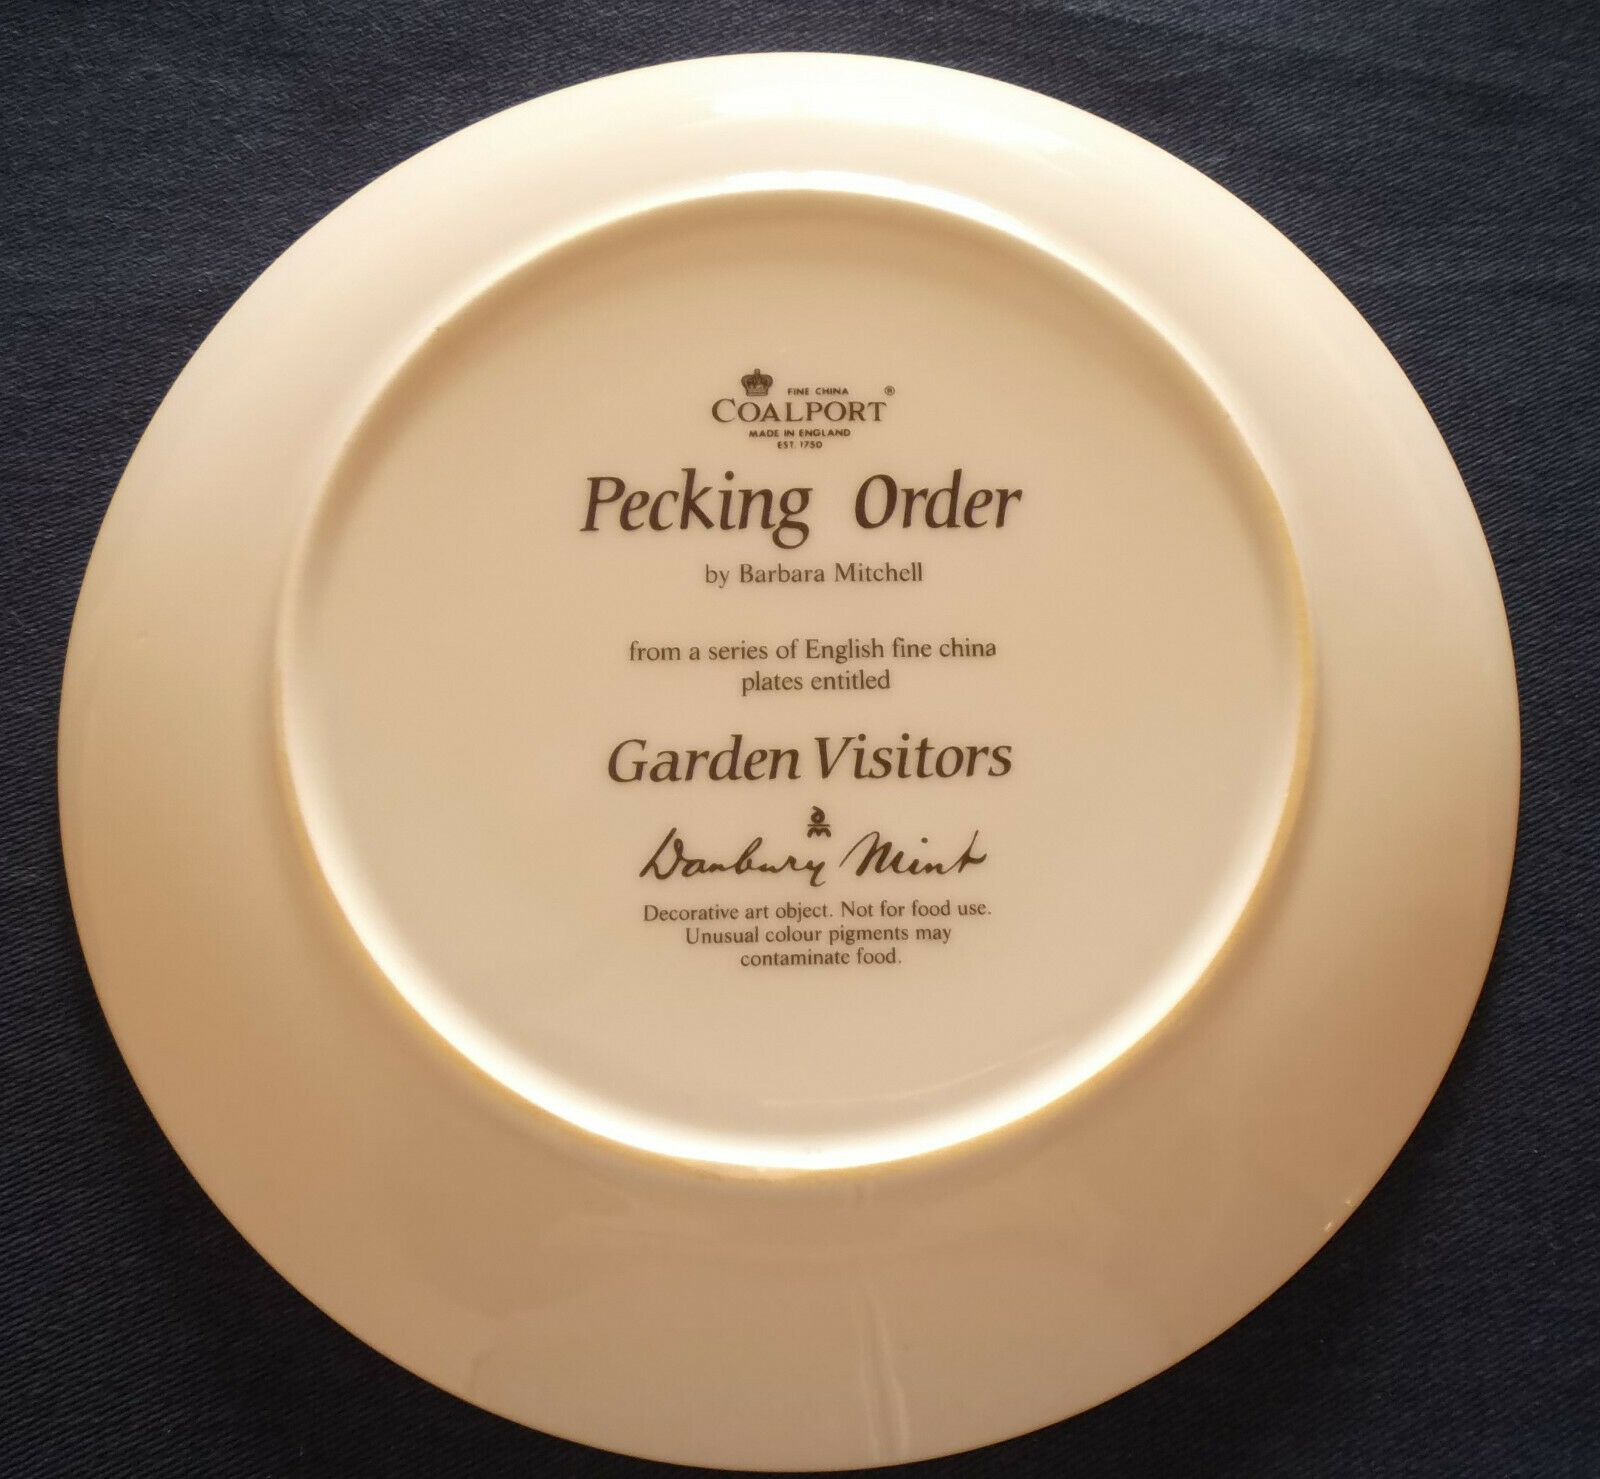 FINE CHINA ®
COALPORT
MADE IN ENGLAND
EST. 1750
Pecking Order
by Barbara Mitchell
from a series of English fine china
plates entitled
Garden Visitors
Danbury Mint
Decorative art object. Not for food use.
Unusual colour pigments may
contaminate food.